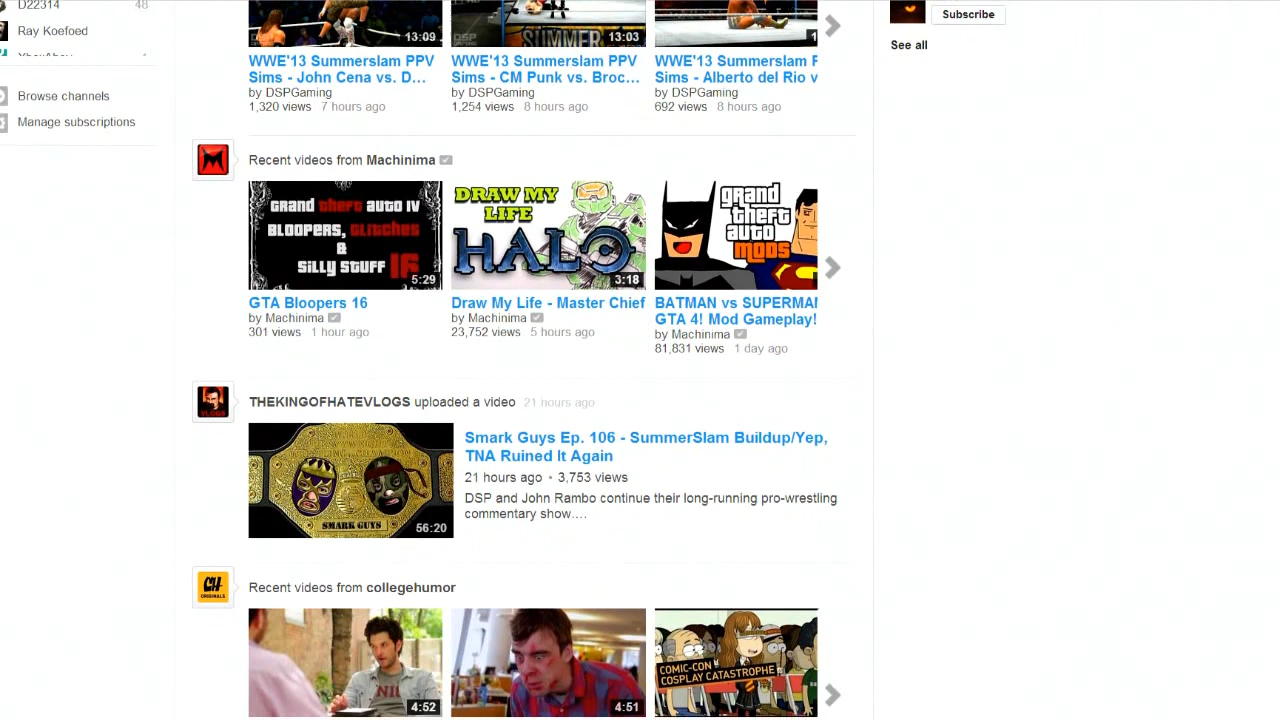 D22314 48
Ray Koefoed
Browse channels
Manage subscriptions
13:09
13:03
SUMMER
WWE'13 Summerslam PPV
Sims - John Cena vs. D…
by DSPGaming
1,320 views 7 hours ago
WWE'13 Summerslam PPV
Sims - CM Punk vs. Broc…
by DSPGaming
1,254 views 8 hours ago
WWE'13 Summerslam P
Sims - Alberto del Rio v
by DSPGaming
692 views 8 hours ago
Subscribe
See all
Recent videos from Machinima
GRAND THEFT AUTO IV
BLOOPERS, GLITCHES
&
SILLY STUFF 16
5:29
GTA Bloopers 16
by Machinima
301 views 1 hour ago
DRAW MY
LIFE
HALO
3:18
Draw My Life - Master Chief
by Machinima
23,752 views 5 hours ago
grand
theft
auto
MODS
BATMAN vs SUPERMAN
GTA 4! Mod Gameplay!
by Machinima
81,831 views 1 day ago
VLOGS
THEKINGOFHATEVLOGS uploaded a video 21 hours ago
SMARK GUYS
56:20
Smark Guys Ep. 106 - SummerSlam Buildup/Yep,
TNA Ruined It Again
21 hours ago • 3,753 views
DSP and John Rambo continue their long-running pro-wrestling
commentary show....
CH
ORIGINALS
Recent videos from collegehumor
4:52
4:51
COMIC-CON
COSPLAY CATASTROPHE